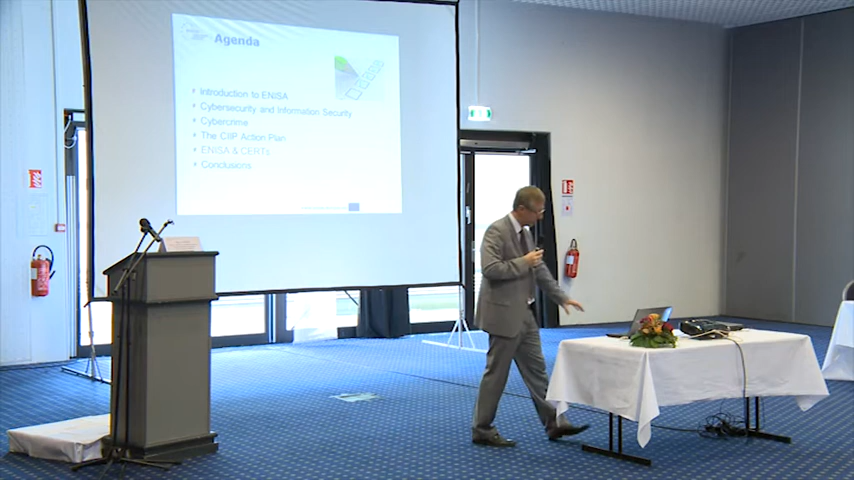 Agenda
Introduction to ENISA
Cybersecurity and Information Security
Cybercrime
The CIIP Action Plan
ENISA & CERTs
Conclusions